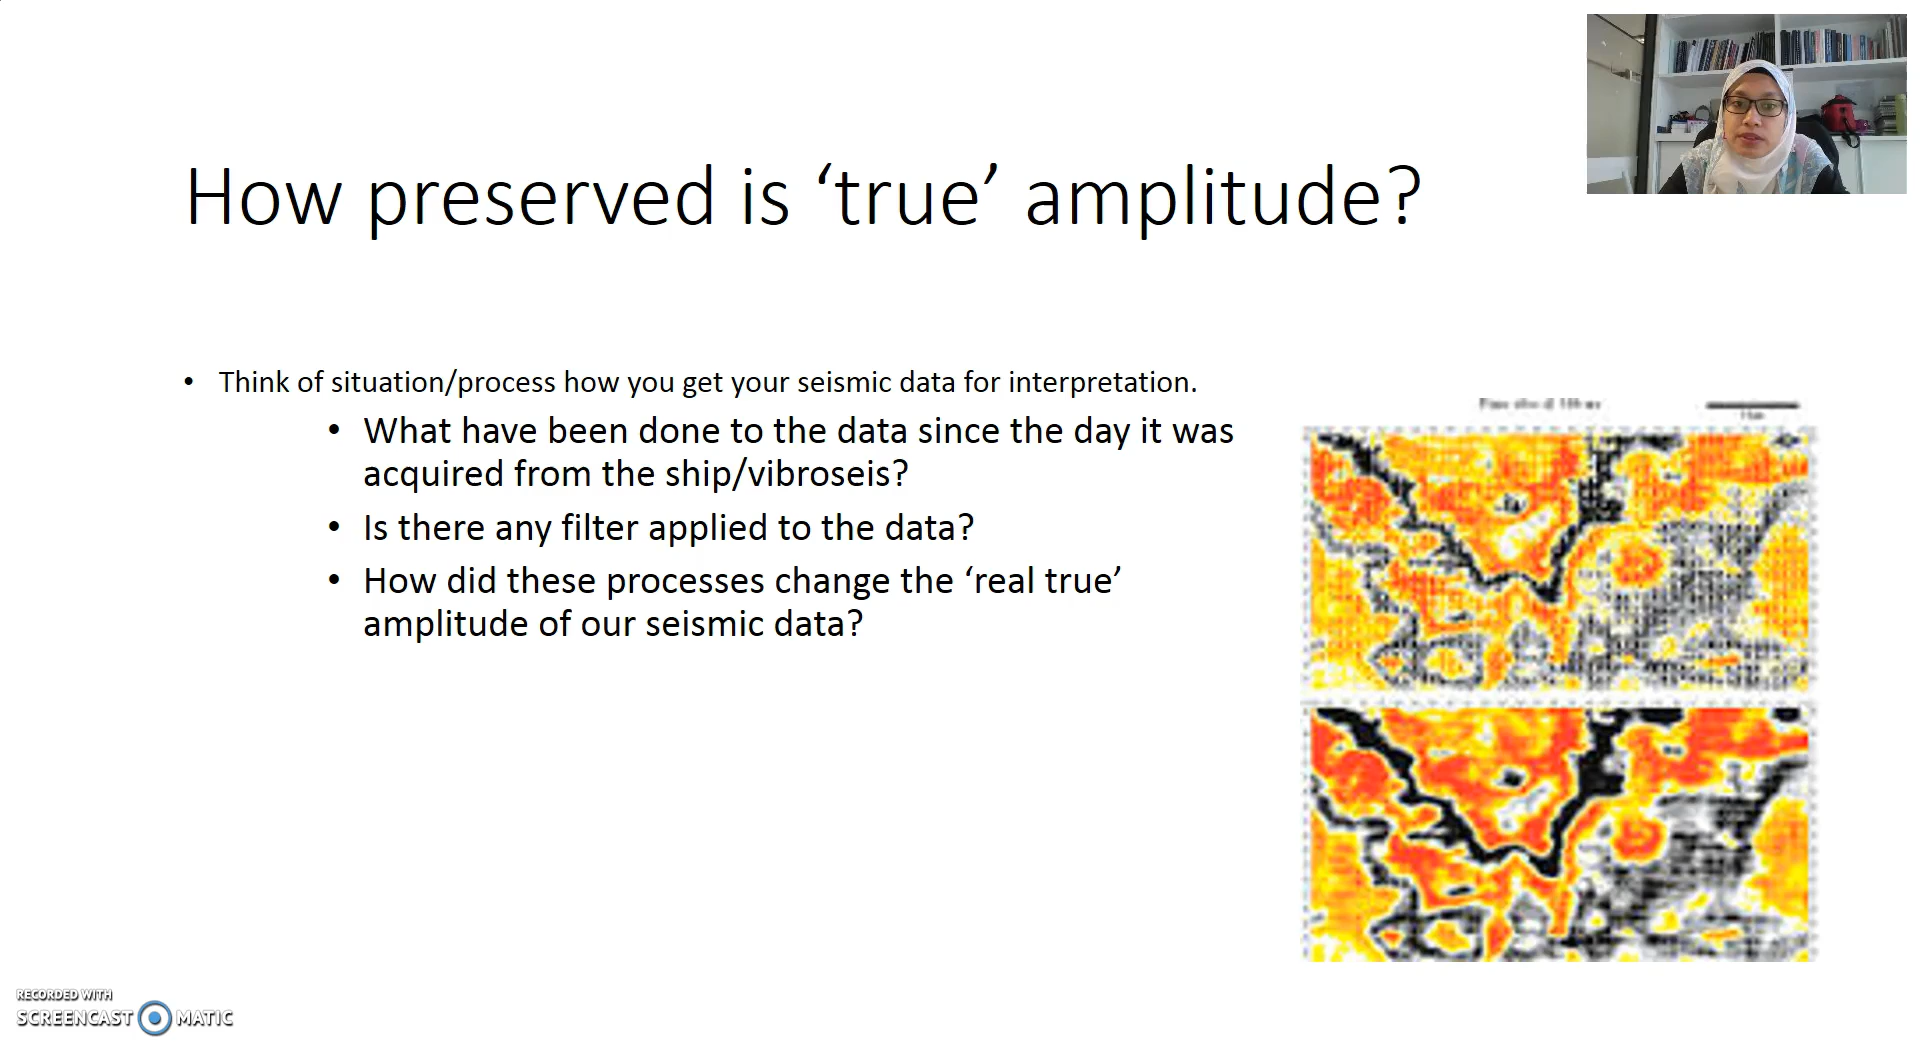 How preserved is ‘true’ amplitude?
• Think of situation/process how you get your seismic data for interpretation.
• What have been done to the data since the day it was
acquired from the ship/vibroseis?
• Is there any filter applied to the data?
• How did these processes change the ‘real true’
amplitude of our seismic data?
RECORDED WITH
SCREENCAST MATIC